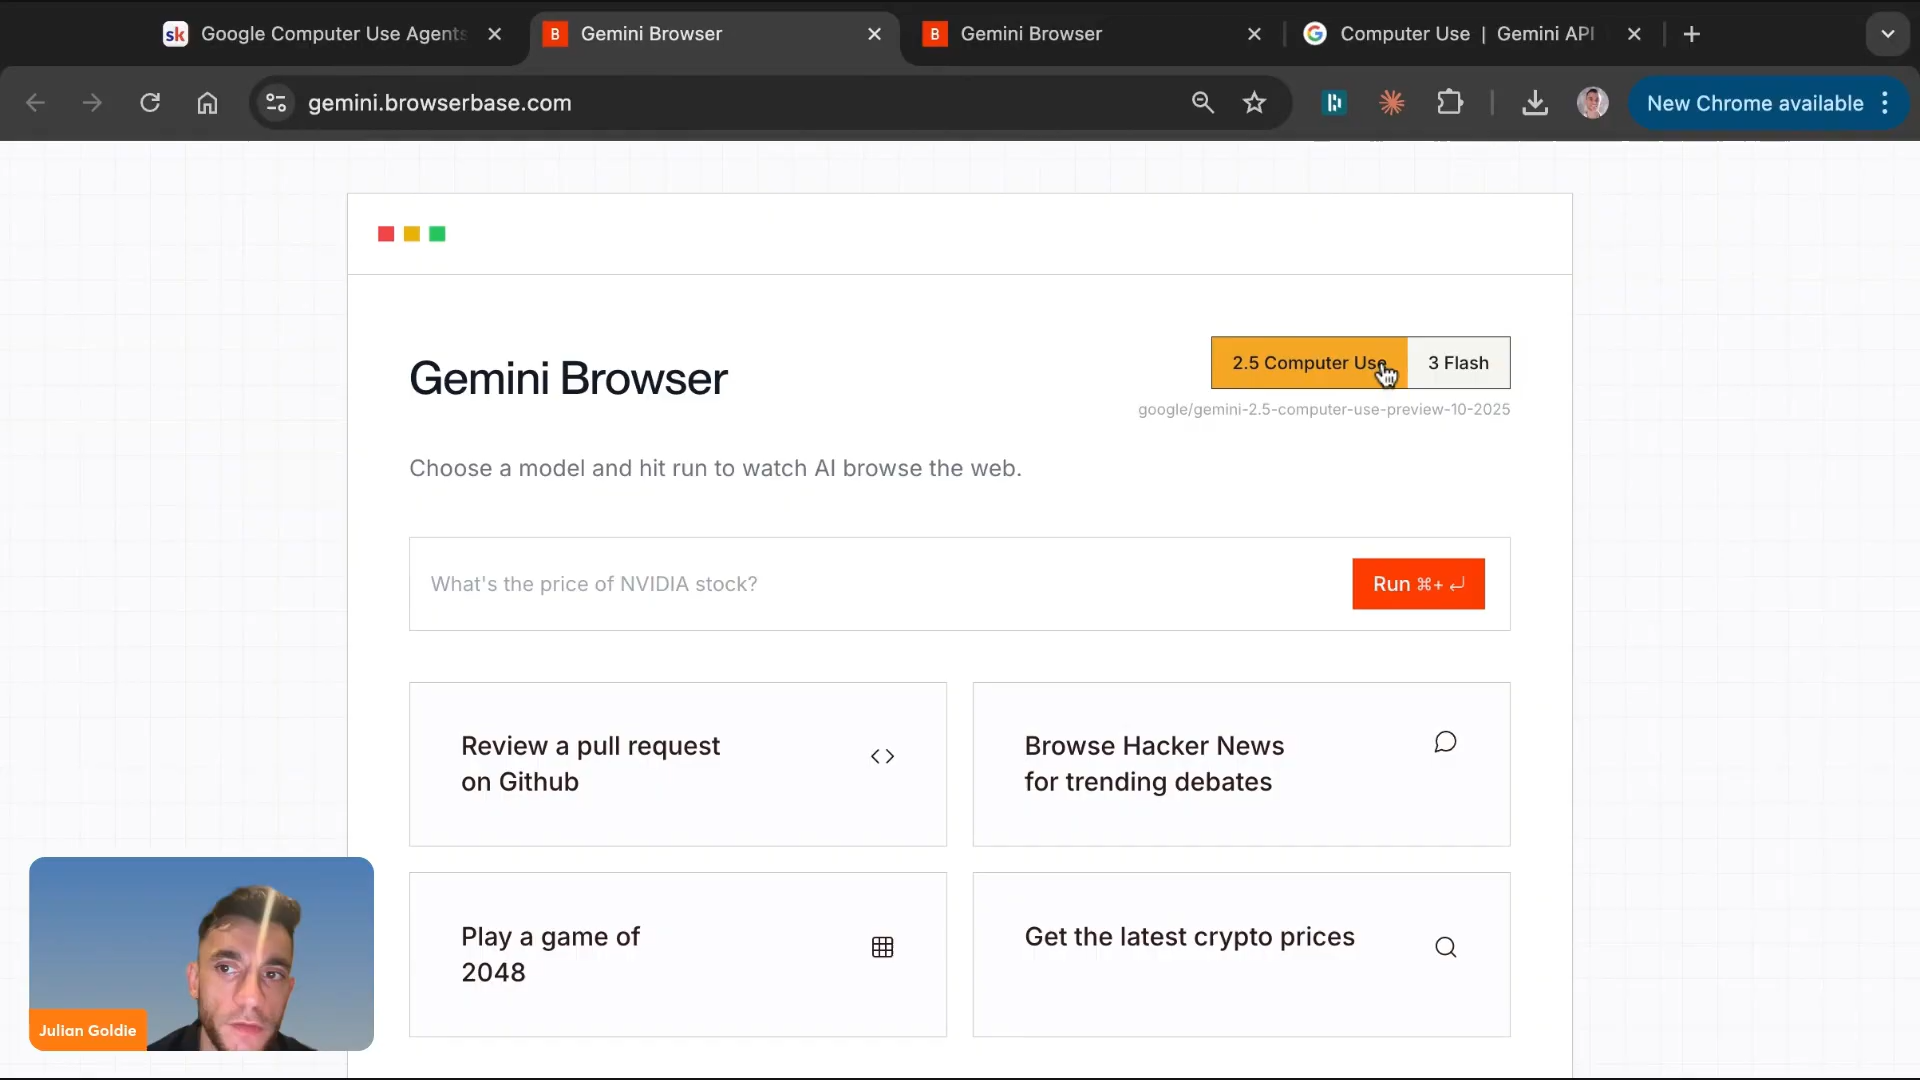 sk Google Computer Use Agents
B Gemini Browser
B Gemini Browser
Computer Use | Gemini API
gemini.browserbase.com
New Chrome available
Gemini Browser
2.5 Computer Use
3 Flash
google/gemini-2.5-computer-use-preview-10-2025
Choose a model and hit run to watch AI browse the web.
What's the price of NVIDIA stock?
Run ⌘+ ↵
Review a pull request
on Github
Browse Hacker News
for trending debates
Play a game of
2048
Get the latest crypto prices
Julian Goldie